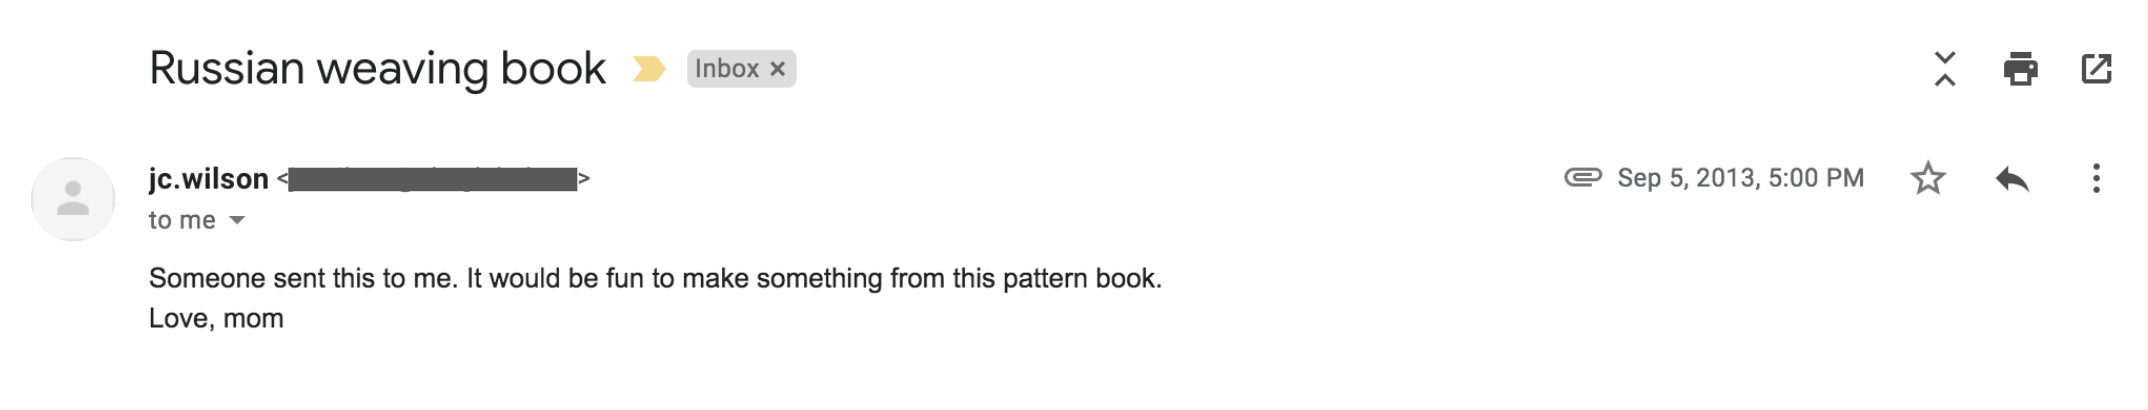 Russian weaving book Inbox x
jc.wilson < > Sep 5, 2013, 5:00 PM
to me
Someone sent this to me. It would be fun to make something from this pattern book.
Love, mom